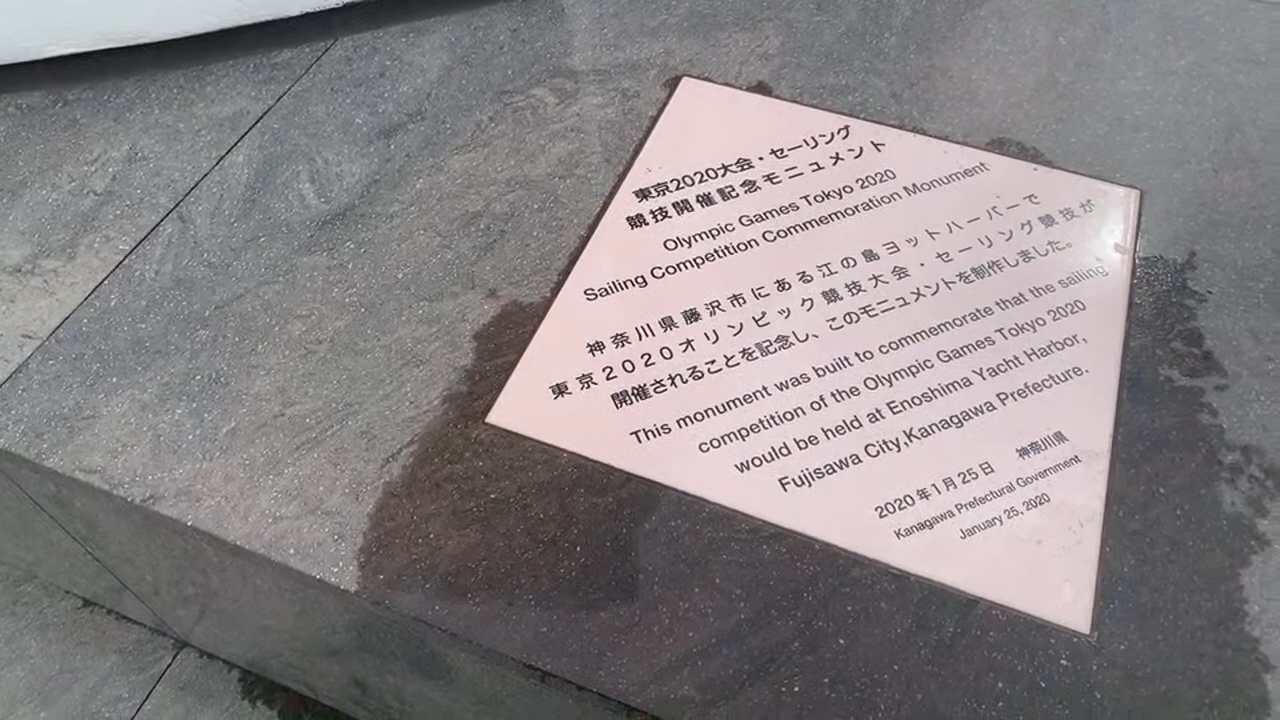 東京2020大会・セーリング
競技開催記念モニュメント
Olympic Games Tokyo 2020
Sailing Competition Commemoration Monument
神奈川県藤沢市にある江の島ヨットハーバーで
東京2020オリンピック競技大会・セーリング競技が
開催されることを記念し、このモニュメントを制作しました。
This monument was built to commemorate that the sailing
competition of the Olympic Games Tokyo 2020
would be held at Enoshima Yacht Harbor,
Fujisawa City,Kanagawa Prefecture.
2020年1月25日 神奈川県
Kanagawa Prefectural Government
January 25, 2020